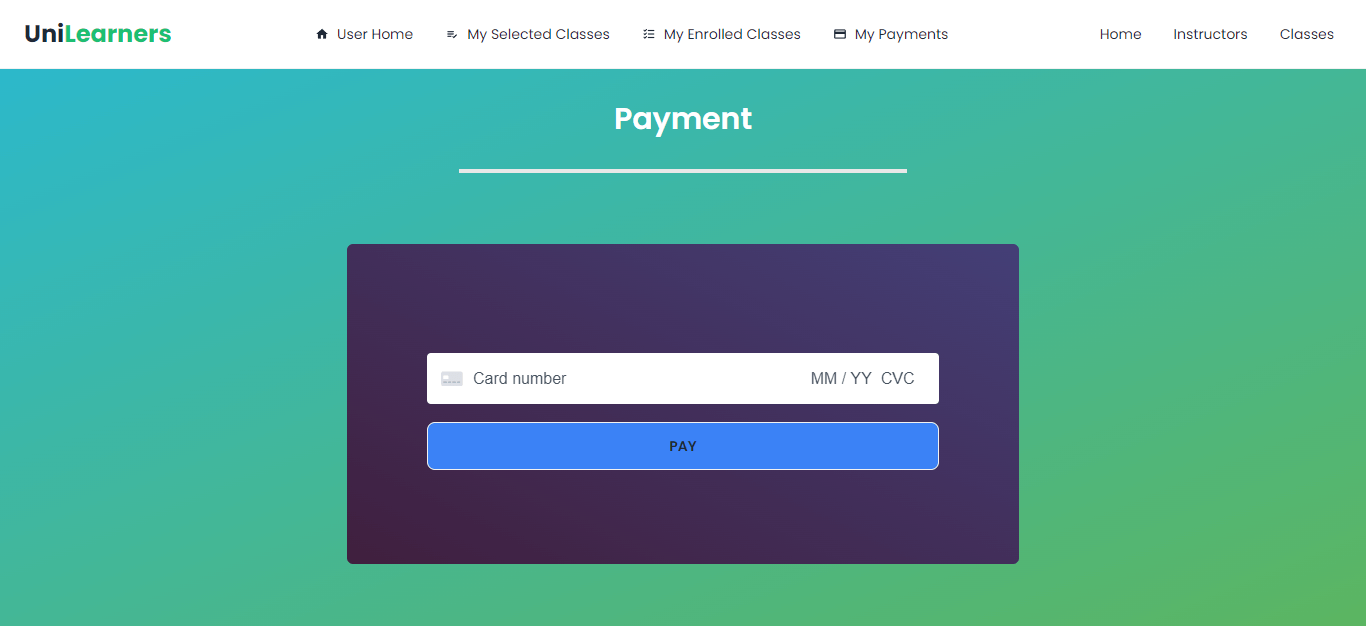 UniLearners User Home My Selected Classes My Enrolled Classes My Payments Home Instructors Classes
Payment
Card number MM / YY CVC
PAY